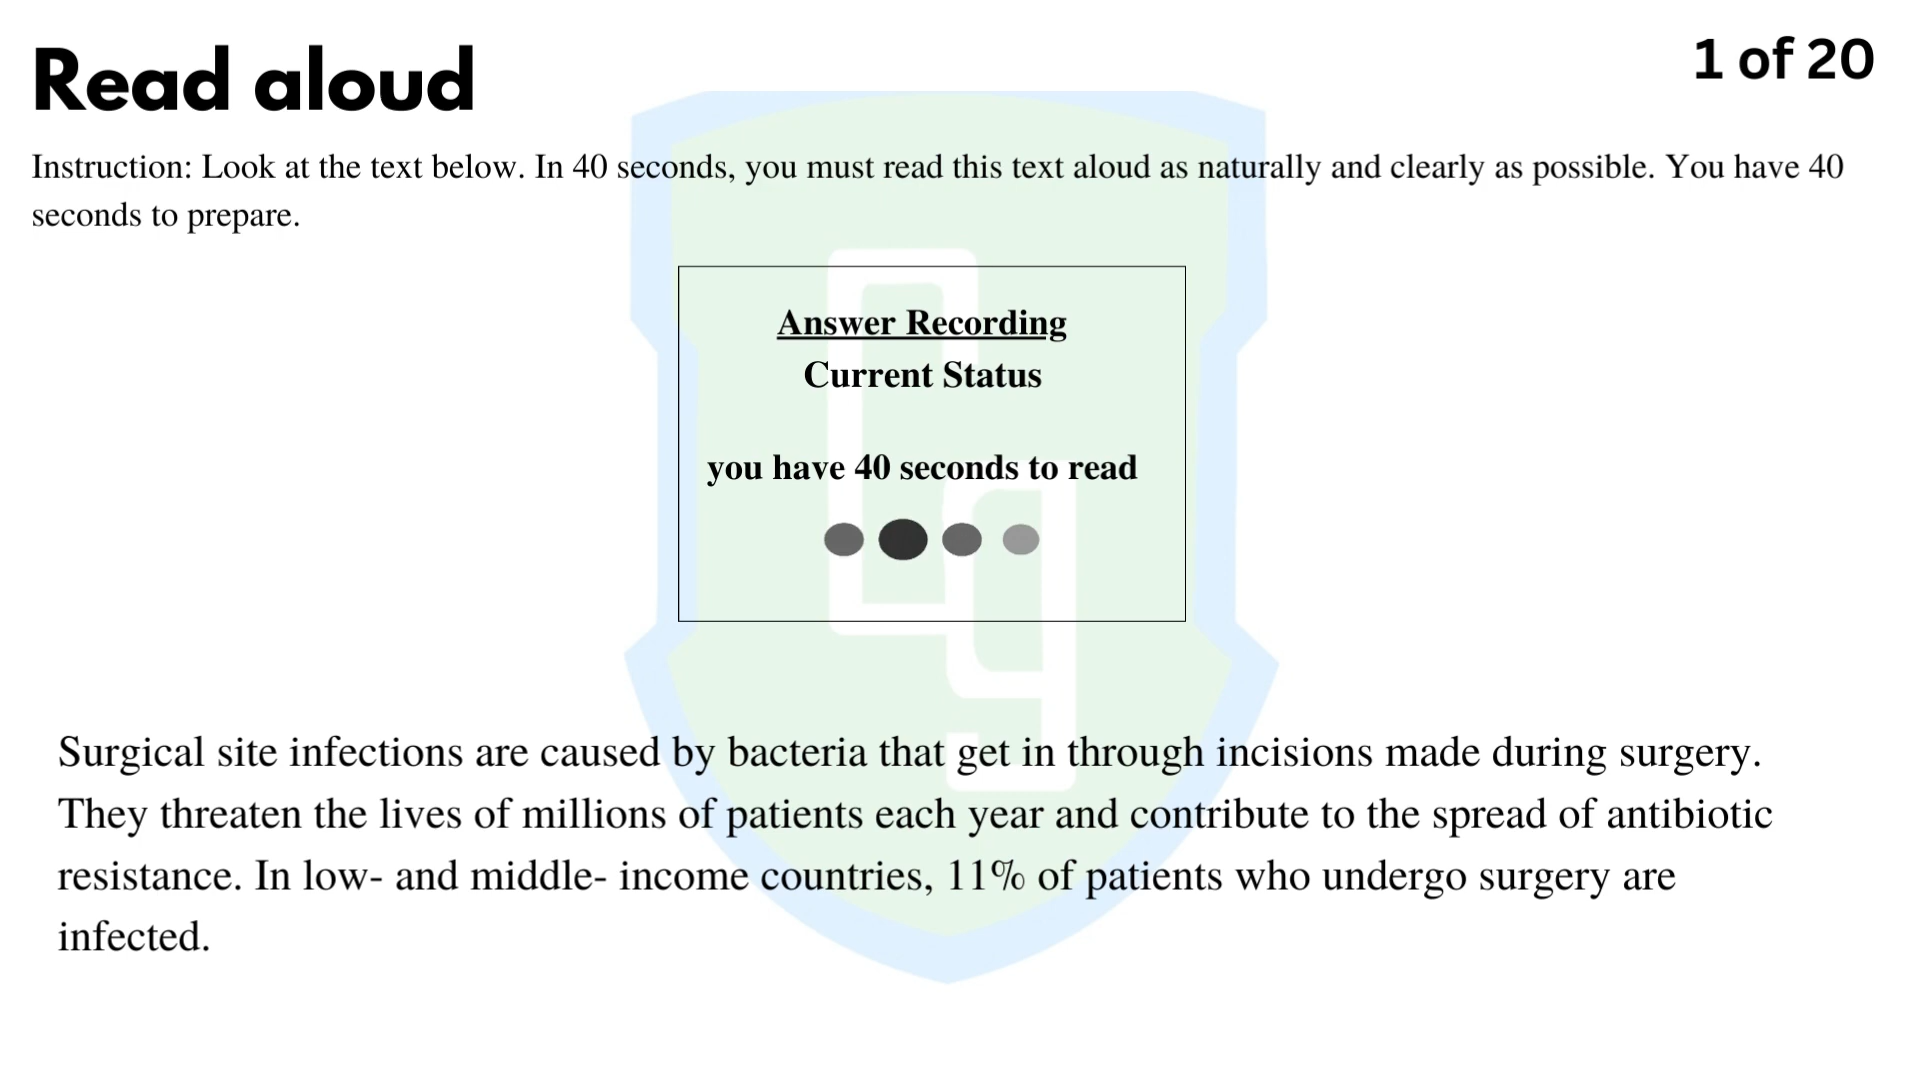 Read aloud
1 of 20
Instruction: Look at the text below. In 40 seconds, you must read this text aloud as naturally and clearly as possible. You have 40
seconds to prepare.
Answer Recording
Current Status
you have 40 seconds to read
Surgical site infections are caused by bacteria that get in through incisions made during surgery.
They threaten the lives of millions of patients each year and contribute to the spread of antibiotic
resistance. In low- and middle- income countries, 11% of patients who undergo surgery are
infected.